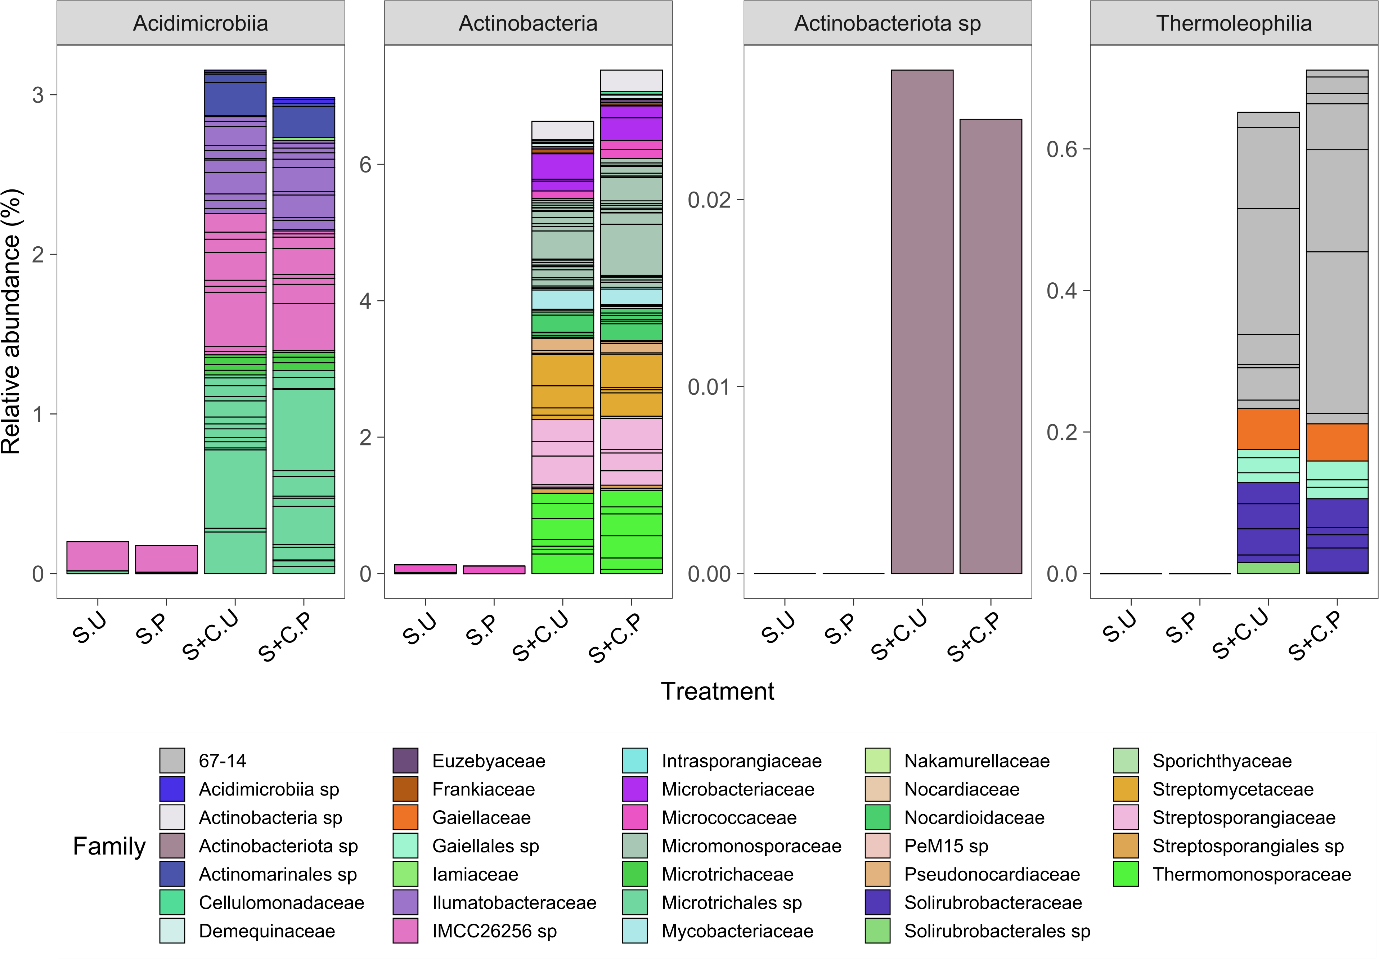 Acidimicrobiia
Actinobacteria
Actinobacteriota sp
Thermoleophilia
Relative abundance (%)
3
2
1
0
6
4
2
0
0.02
0.01
0.00
0.6
0.4
0.2
0.0
S.U S.P S+C.U S+C.P
S.U S.P S+C.U S+C.P
S.U S.P S+C.U S+C.P
S.U S.P S+C.U S+C.P
Treatment
Family
67-14
Acidimicrobiia sp
Actinobacteria sp
Actinobacteriota sp
Actinomarinales sp
Cellulomonadaceae
Demequinaceae
Euzebyaceae
Frankiaceae
Gaiellaceae
Gaiellales sp
Iamiaceae
Ilumatobacteraceae
IMCC26256 sp
Intrasporangiaceae
Microbacteriaceae
Micrococcaceae
Micromonosporaceae
Microtrichaceae
Microtrichales sp
Mycobacteriaceae
Nakamurellaceae
Nocardiaceae
Nocardioidaceae
PeM15 sp
Pseudonocardiaceae
Solirubrobacteraceae
Solirubrobacterales sp
Sporichthyaceae
Streptomycetaceae
Streptosporangiaceae
Streptosporangiales sp
Thermomonosporaceae